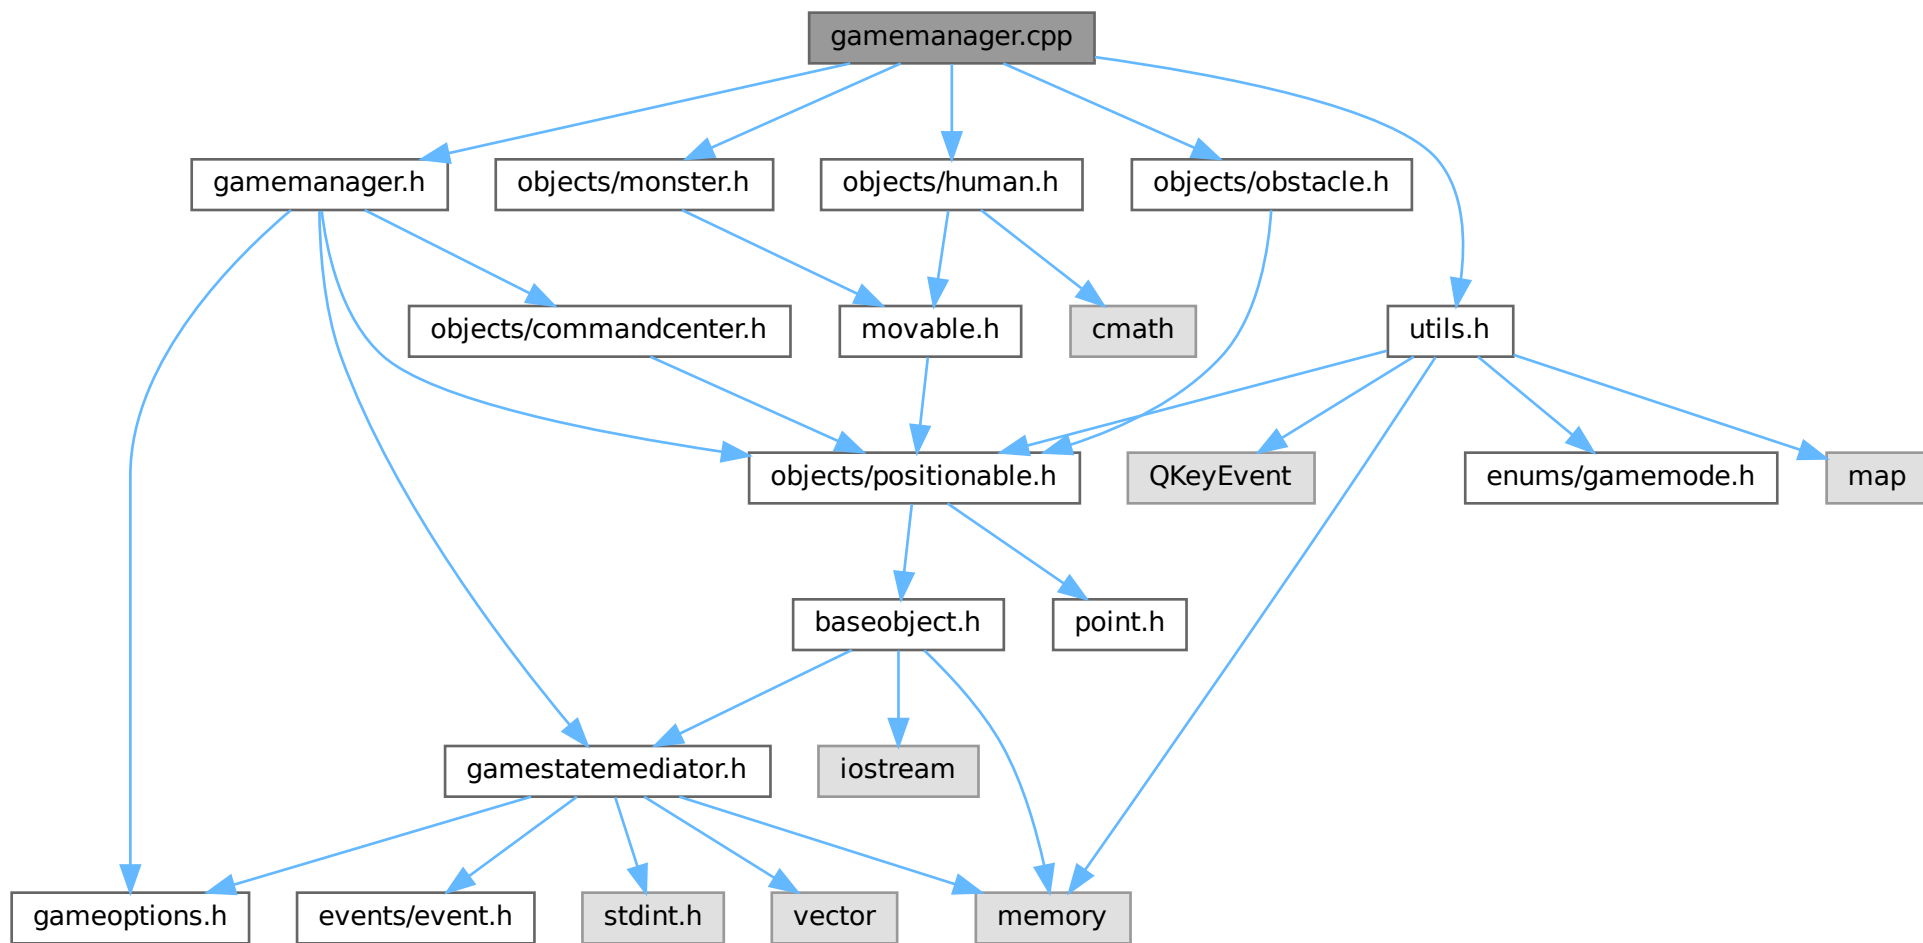 gamemanager.cpp
gamemanager.h
objects/monster.h
objects/human.h
objects/obstacle.h
objects/commandcenter.h
movable.h
cmath
utils.h
objects/positionable.h
QKeyEvent
enums/gamemode.h
map
baseobject.h
point.h
gamestatemediator.h
iostream
gameoptions.h
events/event.h
stdint.h
vector
memory